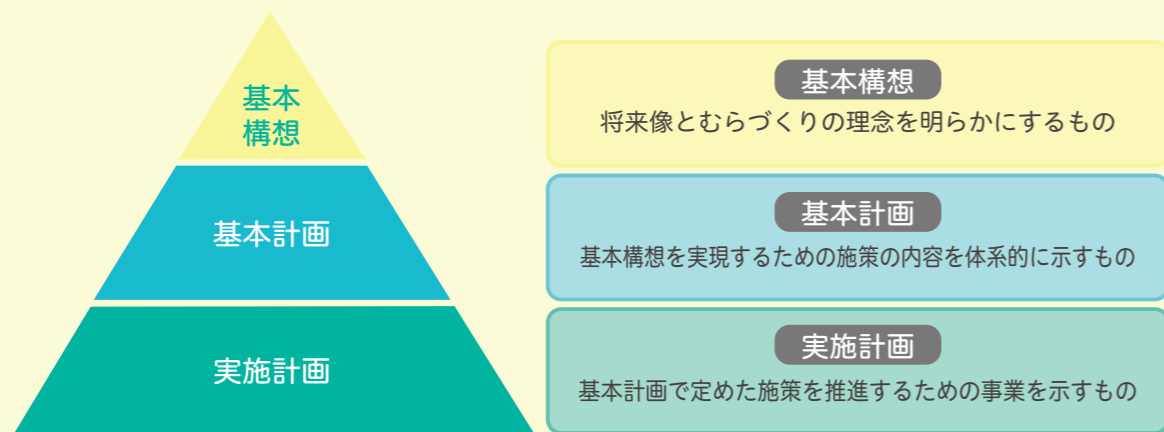 基本
構想
基本計画
実施計画
基本構想
将来像とむらづくりの理念を明らかにするもの
基本計画
基本構想を実現するための施策の内容を体系的に示すもの
実施計画
基本計画で定めた施策を推進するための事業を示すもの